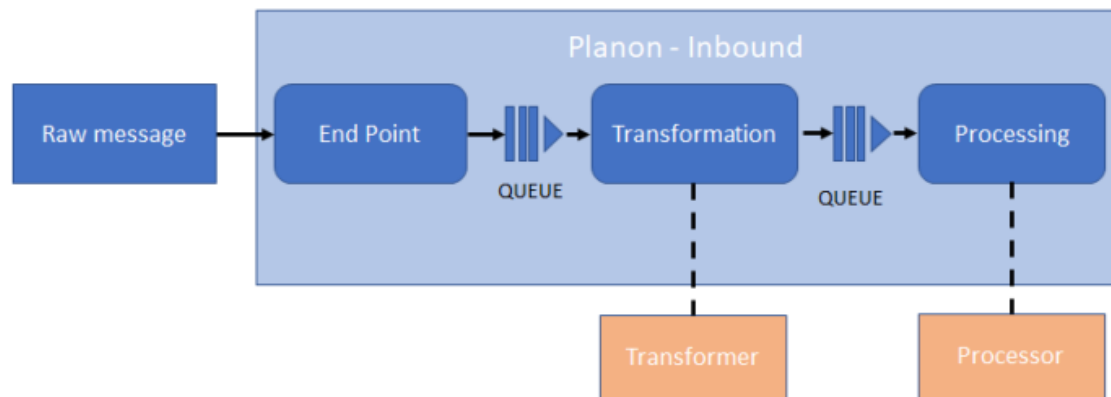 Planon - Inbound
Raw message
End Point
QUEUE
Transformation
QUEUE
Processing
Transformer
Processor